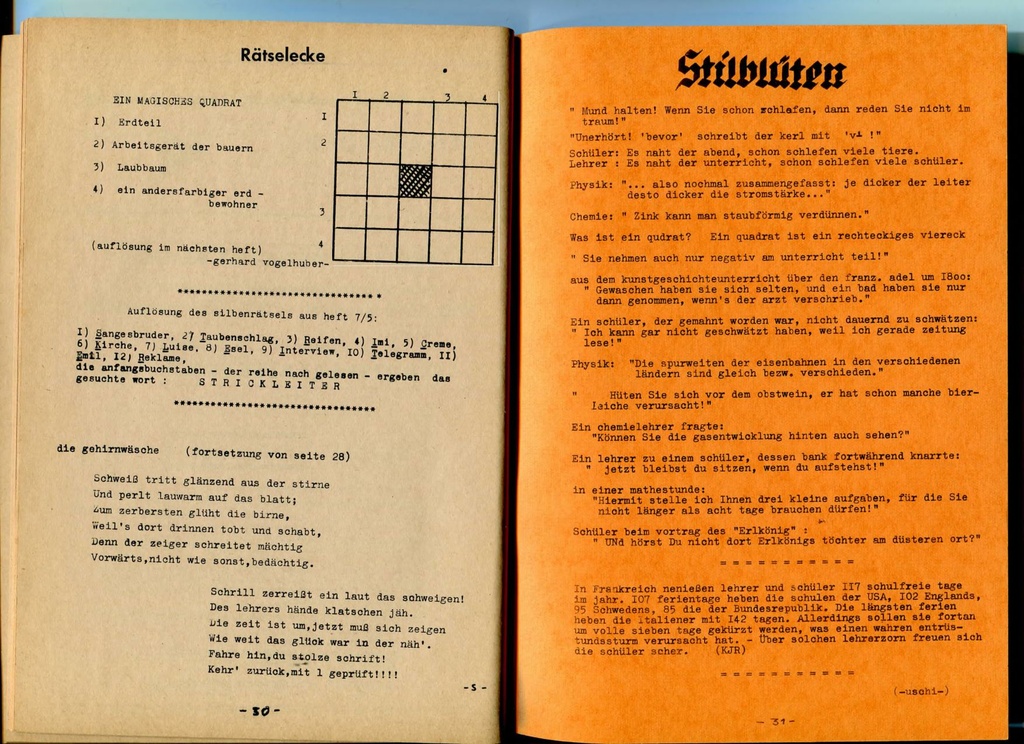 Rätselecke
EIN MAGISCHES QUADRAT
I) Erdteil
2) Arbeitsgerät der bauern
3) Laubbaum
4) ein andersfarbiger erd -
bewohner
(auflösung im nächsten heft)
-gerhard vogelhuber-
I 2 3 4
I
2
3
4
********************************* *
Auflösung des silbenrätsels aus heft 7/5:
I) Sangesbruder, 2) Taubenschlag, 3) Reifen, 4) Imi, 5) Creme,
6) Kirche, 7) Luise, 8) Esel, 9) Interview, IO) Telegramm, II)
Emil, I2) Reklame,
die anfangsbuchstaben - der reihe nach gelesen - ergeben das
gesuchte wort : S T R I C K L E I T E R
*********************************
die gehirnwäsche (fortsetzung von seite 28)
Schweiß tritt glänzend aus der stirne
Und perlt lauwarm auf das blatt;
Zum zerbersten glüht die birne,
Weil's dort drinnen tobt und schabt,
Denn der zeiger schreitet mächtig
Vorwärts,nicht wie sonst,bedächtig.
Schrill zerreißt ein laut das schweigen!
Des lehrers hände klatschen jäh.
Die zeit ist um,jetzt muß sich zeigen
Wie weit das glück war in der näh'.
Fahre hin,du stolze schrift!
Kehr' zurück,mit 1 geprüft!!!!
-s-
- 30 -
Stilblüten
" Mund halten! Wenn Sie schon schlafen, dann reden Sie nicht im
traum!"
"Unerhört! 'bevor' schreibt der kerl mit 'v !"
Schüler: Es naht der abend, schon schlefen viele tiere.
Lehrer : Es naht der unterricht, schon schlefen viele schüler.
Physik: "... also nochmal zusammengefasst: je dicker der leiter
desto dicker die stromstärke..."
Chemie: " Zink kann man staubförmig verdünnen."
Was ist ein qudrat? Ein quadrat ist ein rechteckiges viereck
" Sie nehmen auch nur negativ am unterricht teil!"
aus dem kunstgeschichteunterricht über den franz. adel um I8oo:
" Gewaschen haben sie sich selten, und ein bad haben sie nur
dann genommen, wenn's der arzt verschrieb."
Ein schüler, der gemahnt worden war, nicht dauernd zu schwätzen:
" Ich kann gar nicht geschwätzt haben, weil ich gerade zeitung
lese!"
Physik: "Die spurweiten der eisenbahnen in den verschiedenen
ländern sind gleich bezw. verschieden."
" Hüten Sie sich vor dem obstwein, er hat schon manche bier-
leiche verursacht!"
Ein chemielehrer fragte:
"Können Sie die gasentwicklung hinten auch sehen?"
Ein lehrer zu einem schüler, dessen bank fortwährend knarrte:
" jetzt bleibst du sitzen, wenn du aufstehst!"
in einer mathestunde:
"Hiermit stelle ich Ihnen drei kleine aufgaben, für die Sie
nicht länger als acht tage brauchen dürfen!"
Schüler beim vortrag des "Erlkönig" :
" UNd hörst Du nicht dort Erlkönigs töchter am düsteren ort?"
= = = = = = = = = = =
In Frankreich nenießen lehrer und schüler II7 schulfreie tage
im jahr. IO7 ferientage heben die schulen der USA, IO2 Englands,
95 Schwedens, 85 die der Bundesrepublik. Die längsten ferien
heben die Italiener mit I42 tagen. Allerdings sollen sie fortan
um volle sieben tage gekürzt werden, was einen wahren entrüs-
tundssturm verursacht hat. - Über solchen lehrerzorn freuen sich
die schüler scher. (KJR)
= = = = = = = = = = =
(-uschi-)
- 31 -